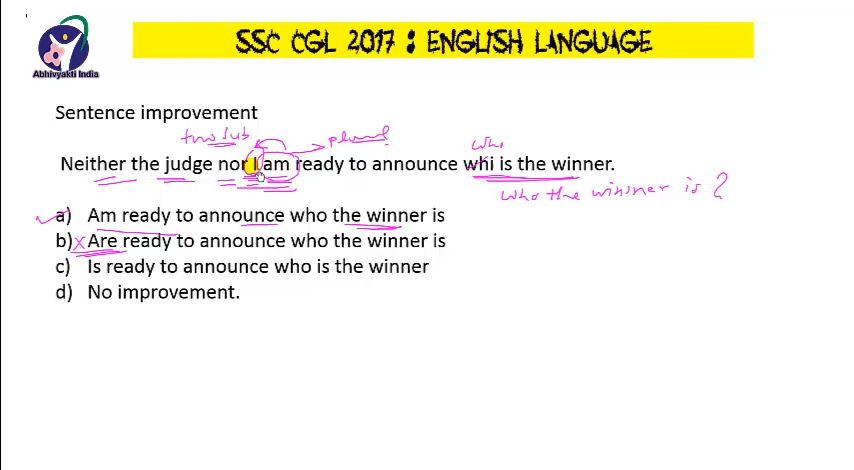 SSC CGL 2017 : ENGLISH LANGUAGE
Abhivyakti India
Sentence improvement
two sub plural
who
Neither the judge nor I am ready to announce whi is the winner.
who the winner is ?
a) Am ready to announce who the winner is
b) x Are ready to announce who the winner is
c) Is ready to announce who is the winner
d) No improvement.